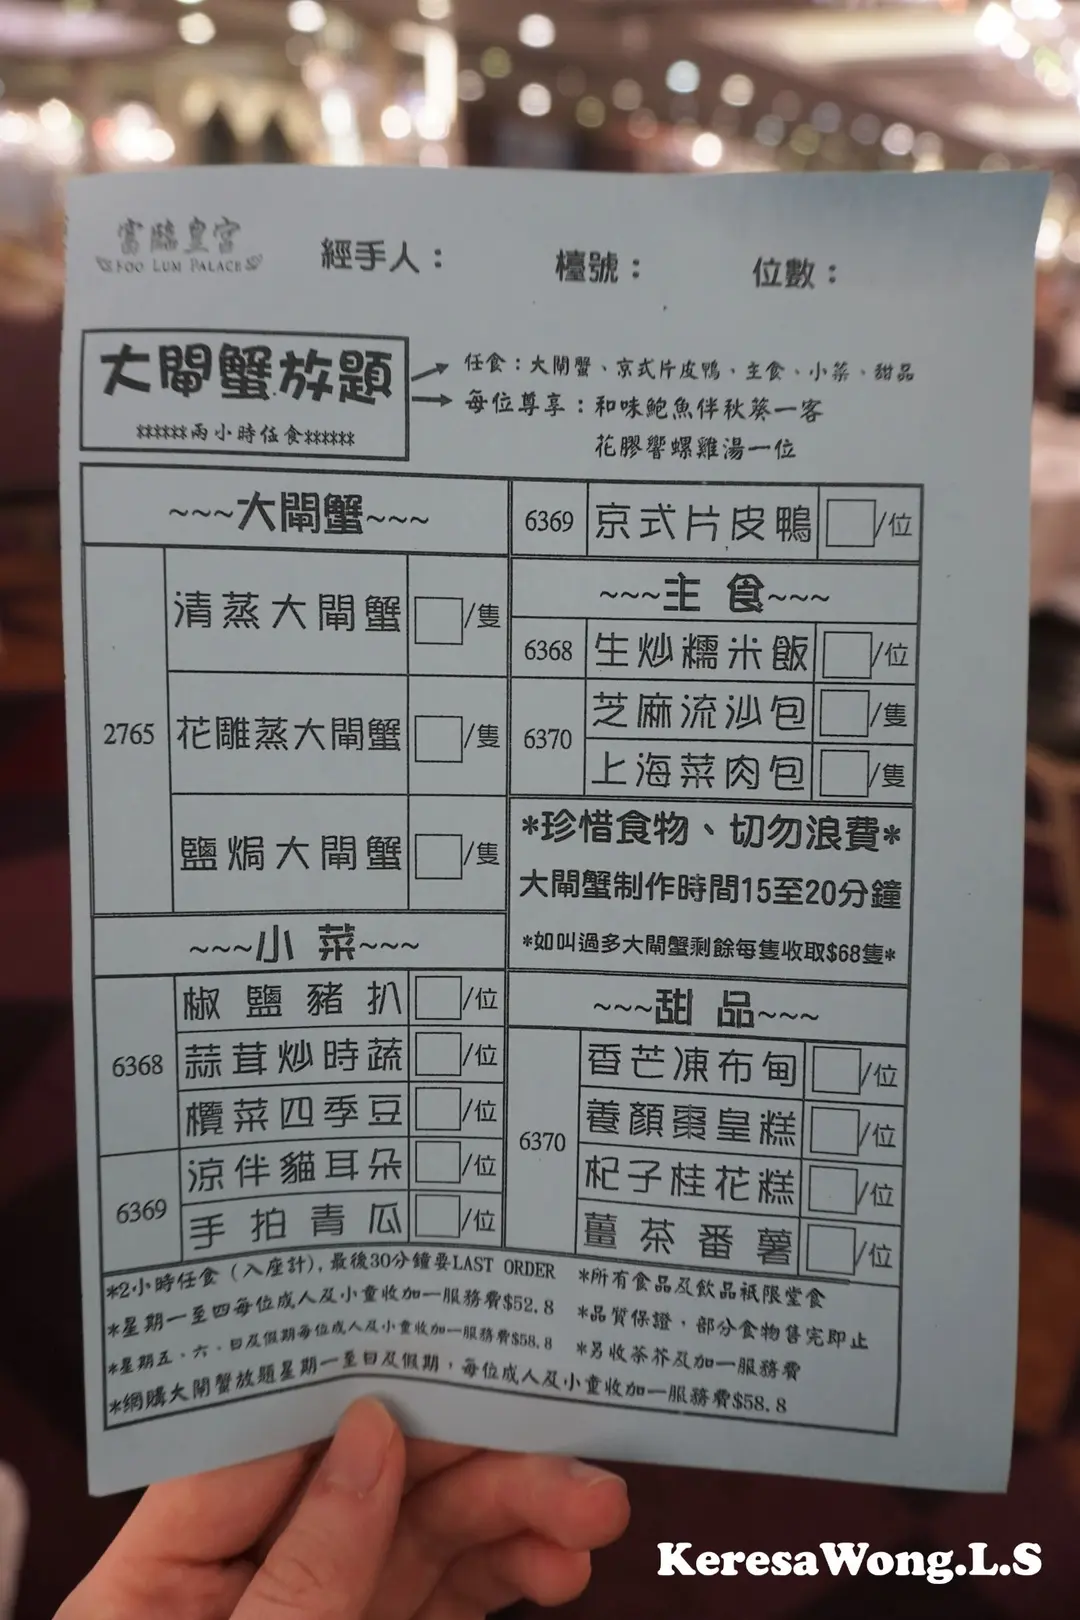 富臨皇宮
FOO LUM PALACE
經手人：
檯號：
位數：
大閘蟹放題
******兩小時任食******
任食：大閘蟹、京式片皮鴨、主食、小菜、甜品
每位尊享：和味鮑魚伴秋葵一客
花膠響螺雞湯一位
~~~大閘蟹~~~
2765
清蒸大閘蟹 /隻
花雕蒸大閘蟹 /隻
鹽焗大閘蟹 /隻
~~~小菜~~~
6368
椒鹽豬扒 /位
蒜茸炒時蔬 /位
欖菜四季豆 /位
6369
涼伴貓耳朵 /位
手拍青瓜 /位
6369 京式片皮鴨 /位
~~~主食~~~
6368 生炒糯米飯 /位
6370
芝麻流沙包 /隻
上海菜肉包 /隻
*珍惜食物、切勿浪費*
大閘蟹制作時間15至20分鐘
*如叫過多大閘蟹剩餘每隻收取$68隻*
~~~甜品~~~
6370
香芒凍布甸 /位
養顏棗皇糕 /位
杞子桂花糕 /位
薑茶番薯 /位
*2小時任食（入座計), 最後30分鐘要LAST ORDER
*星期一至四每位成人及小童收加一服務費$52.8
*星期五、六、日及假期每位成人及小童收加一服務費$58.8
*網購大閘蟹放題星期一至日及假期，每位成人及小童收加一服務費$58.8
*所有食品及飲品祇限堂食
*品質保證，部分食物售完即止
*另收茶芥及加一服務費
KeresaWong.L.S